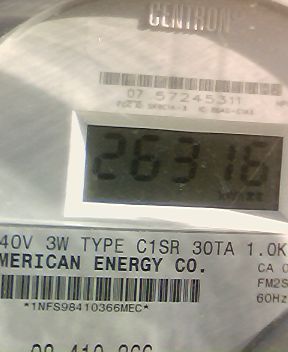 CENTRON
07 57245311
26316
40V 3W TYPE C1SR 30TA 1.0K
MERICAN ENERGY CO.
CA 0
FM2S
60Hz
*1NFS98410366MEC*